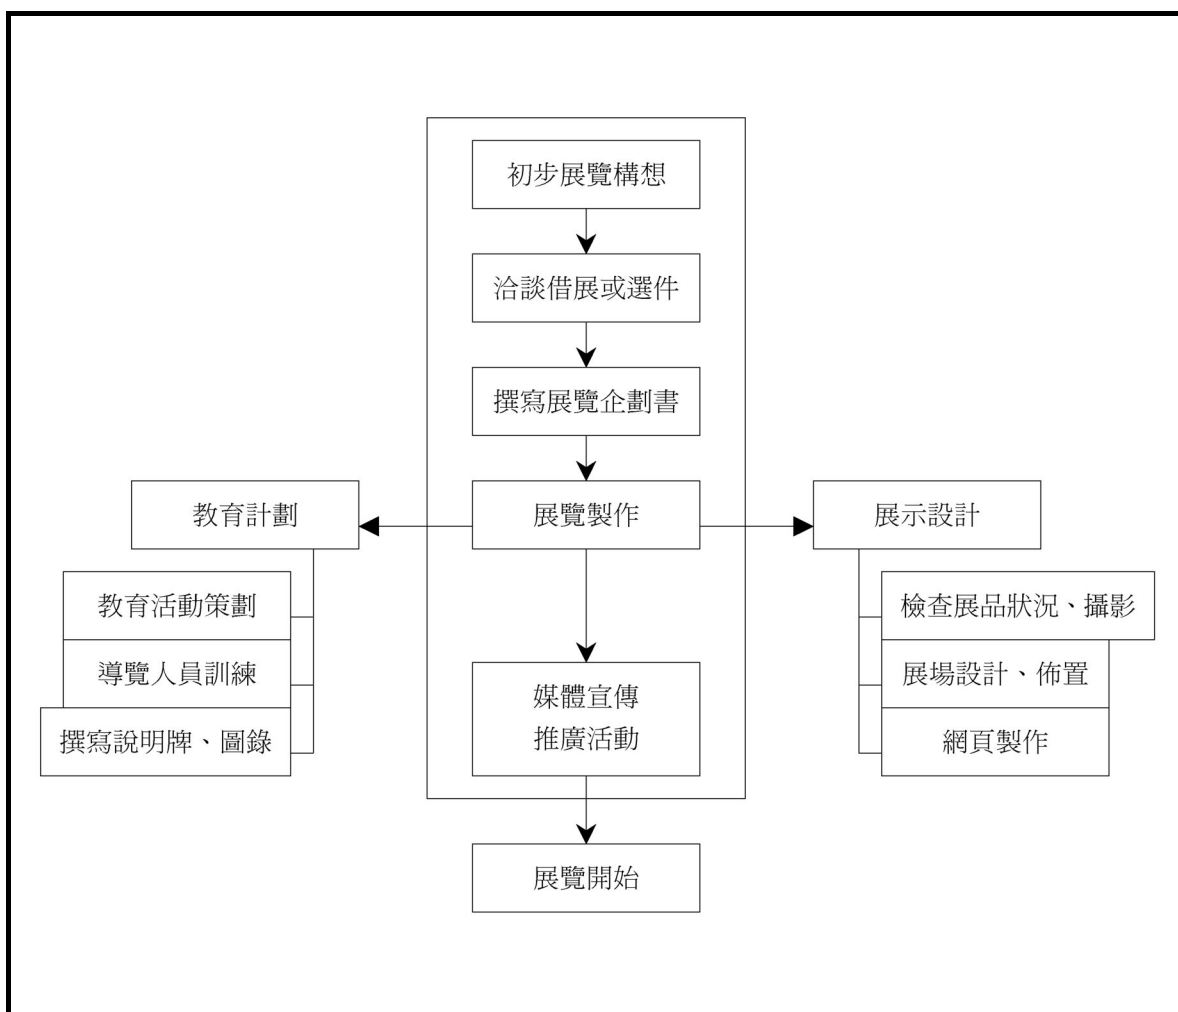 初步展覽構想
洽談借展或選件
撰寫展覽企劃書
教育計劃
展覽製作
展示設計
教育活動策劃
檢查展品狀況、攝影
導覽人員訓練
展場設計、佈置
媒體宣傳
推廣活動
撰寫說明牌、圖錄
網頁製作
展覽開始